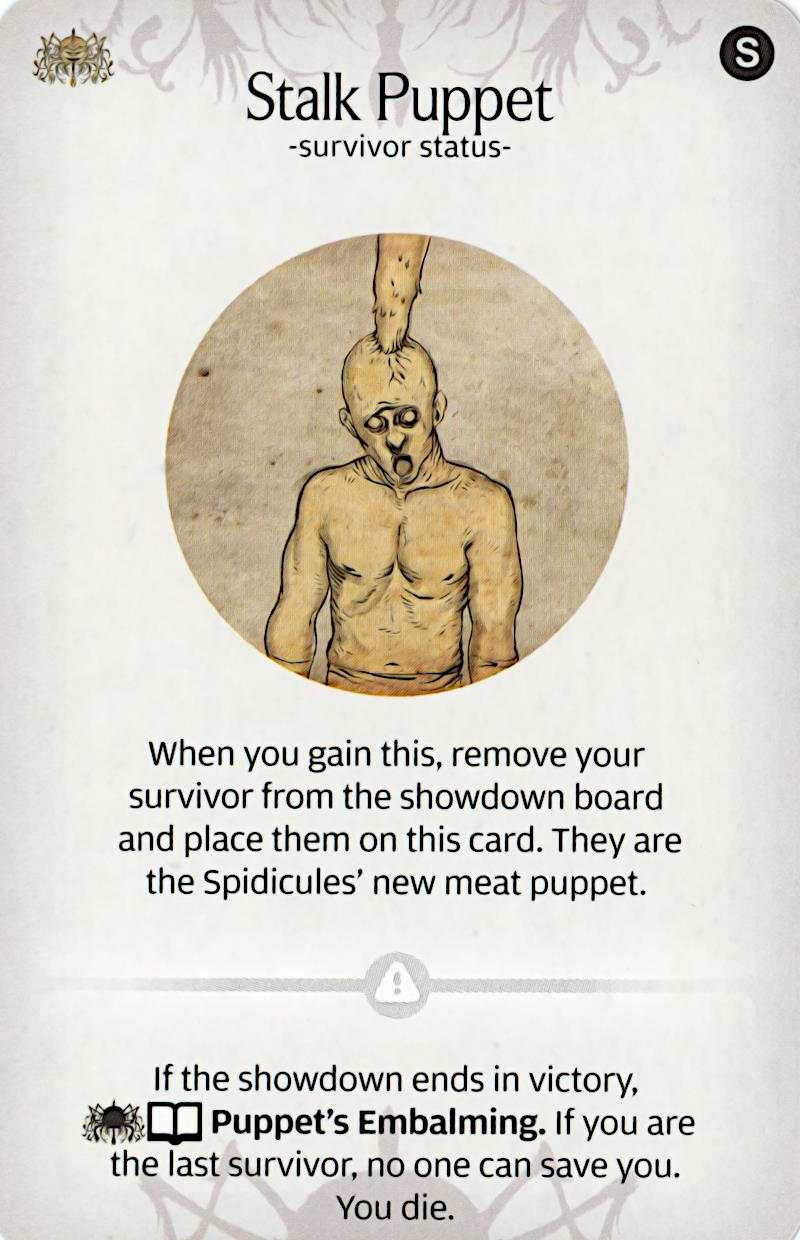 S
Stalk Puppet
-survivor status-
When you gain this, remove your
survivor from the showdown board
and place them on this card. They are
the Spidicules’ new meat puppet.
If the showdown ends in victory,
Puppet’s Embalming. If you are
the last survivor, no one can save you.
You die.